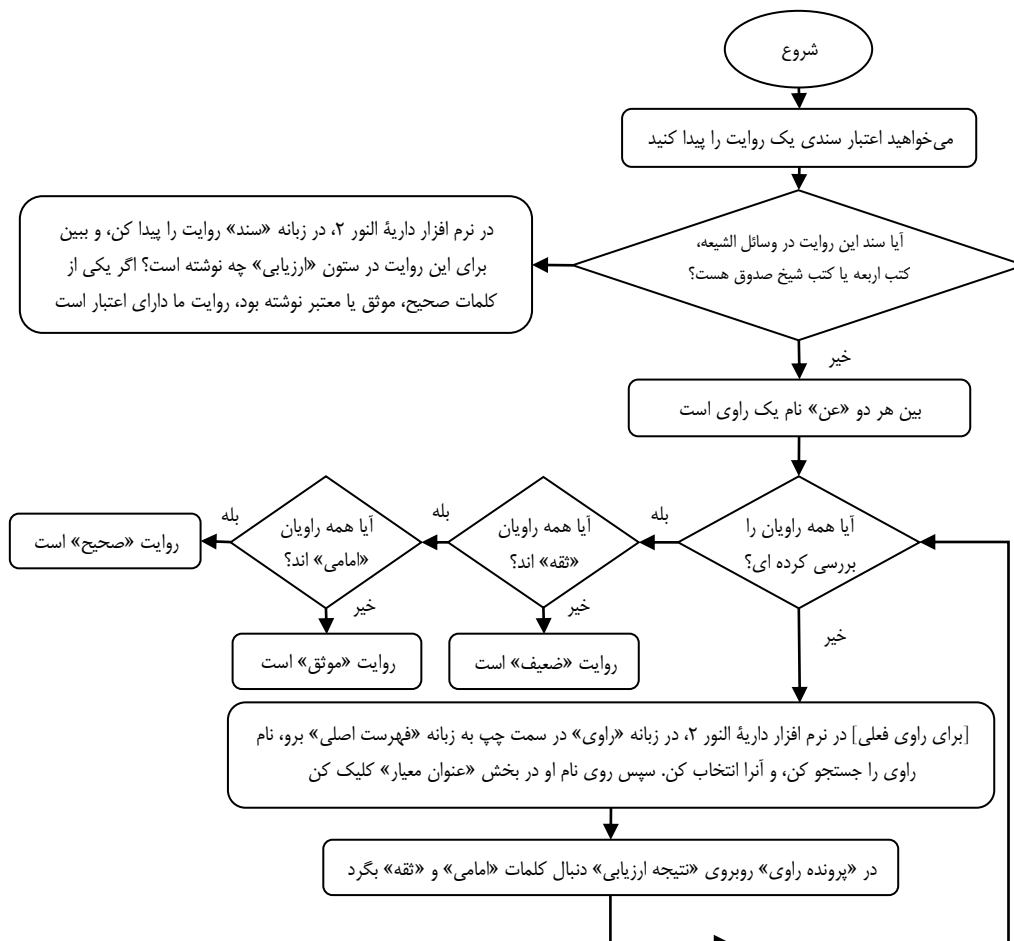 شروع
می‌خواهید اعتبار سندی یک روایت را پیدا کنید
آیا سند این روایت در وسائل الشیعه،
کتب اربعه یا کتب شیخ صدوق هست؟
در نرم افزار درایة النور ۲، در زبانه «سند» روایت را پیدا کن، و ببین
برای این روایت در ستون «ارزیابی» چه نوشته است؟ اگر یکی از
کلمات صحیح، موثق یا معتبر نوشته بود، روایت ما دارای اعتبار است
خیر
بین هر دو «عن» نام یک راوی است
آیا همه راویان را
بررسی کرده ای؟
بله
آیا همه راویان
«ثقه» اند؟
بله
آیا همه راویان
«امامی» اند؟
بله
روایت «صحیح» است
خیر
روایت «موثق» است
خیر
روایت «ضعیف» است
خیر
[برای راوی فعلی] در نرم افزار درایة النور ۲، در زبانه «راوی» در سمت چپ به زبانه «فهرست اصلی» برو، نام
راوی را جستجو کن، و آنرا انتخاب کن. سپس روی نام او در بخش «عنوان معیار» کلیک کن
در «پرونده راوی» روبروی «نتیجه ارزیابی» دنبال کلمات «امامی» و «ثقه» بگرد